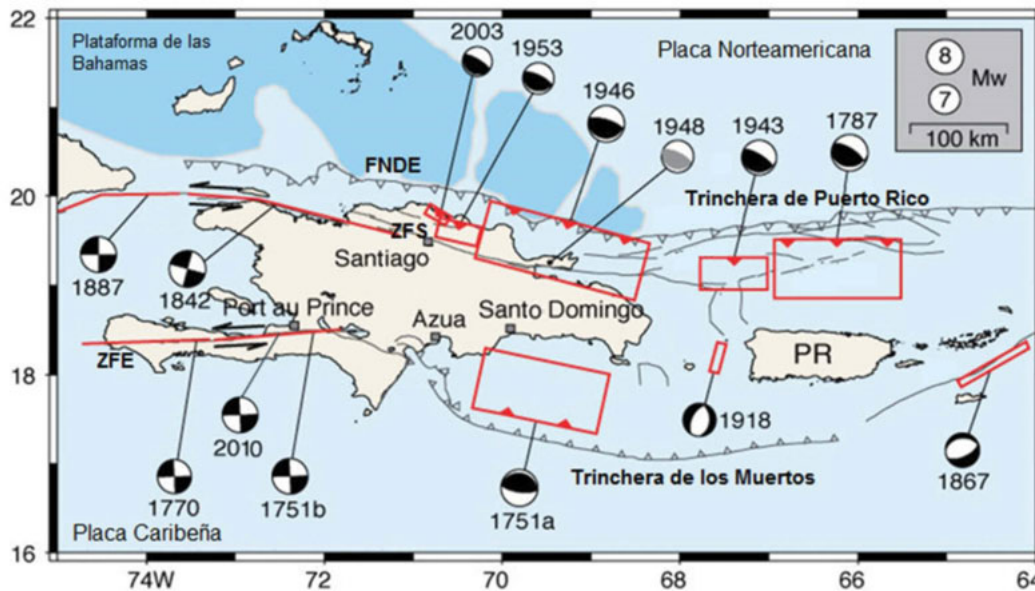 22
20
18
16
74W
72
70
68
66
64
Plataforma de las
Bahamas
Placa Norteamericana
8
Mw
7
100 km
2003
1953
1946
1948
1943
1787
FNDE
Trinchera de Puerto Rico
ZFS
Santiago
1887
1842
Port au Prince
Azua
Santo Domingo
ZFE
PR
2010
1918
1770
1751b
1751a
Trinchera de los Muertos
1867
Placa Caribeña